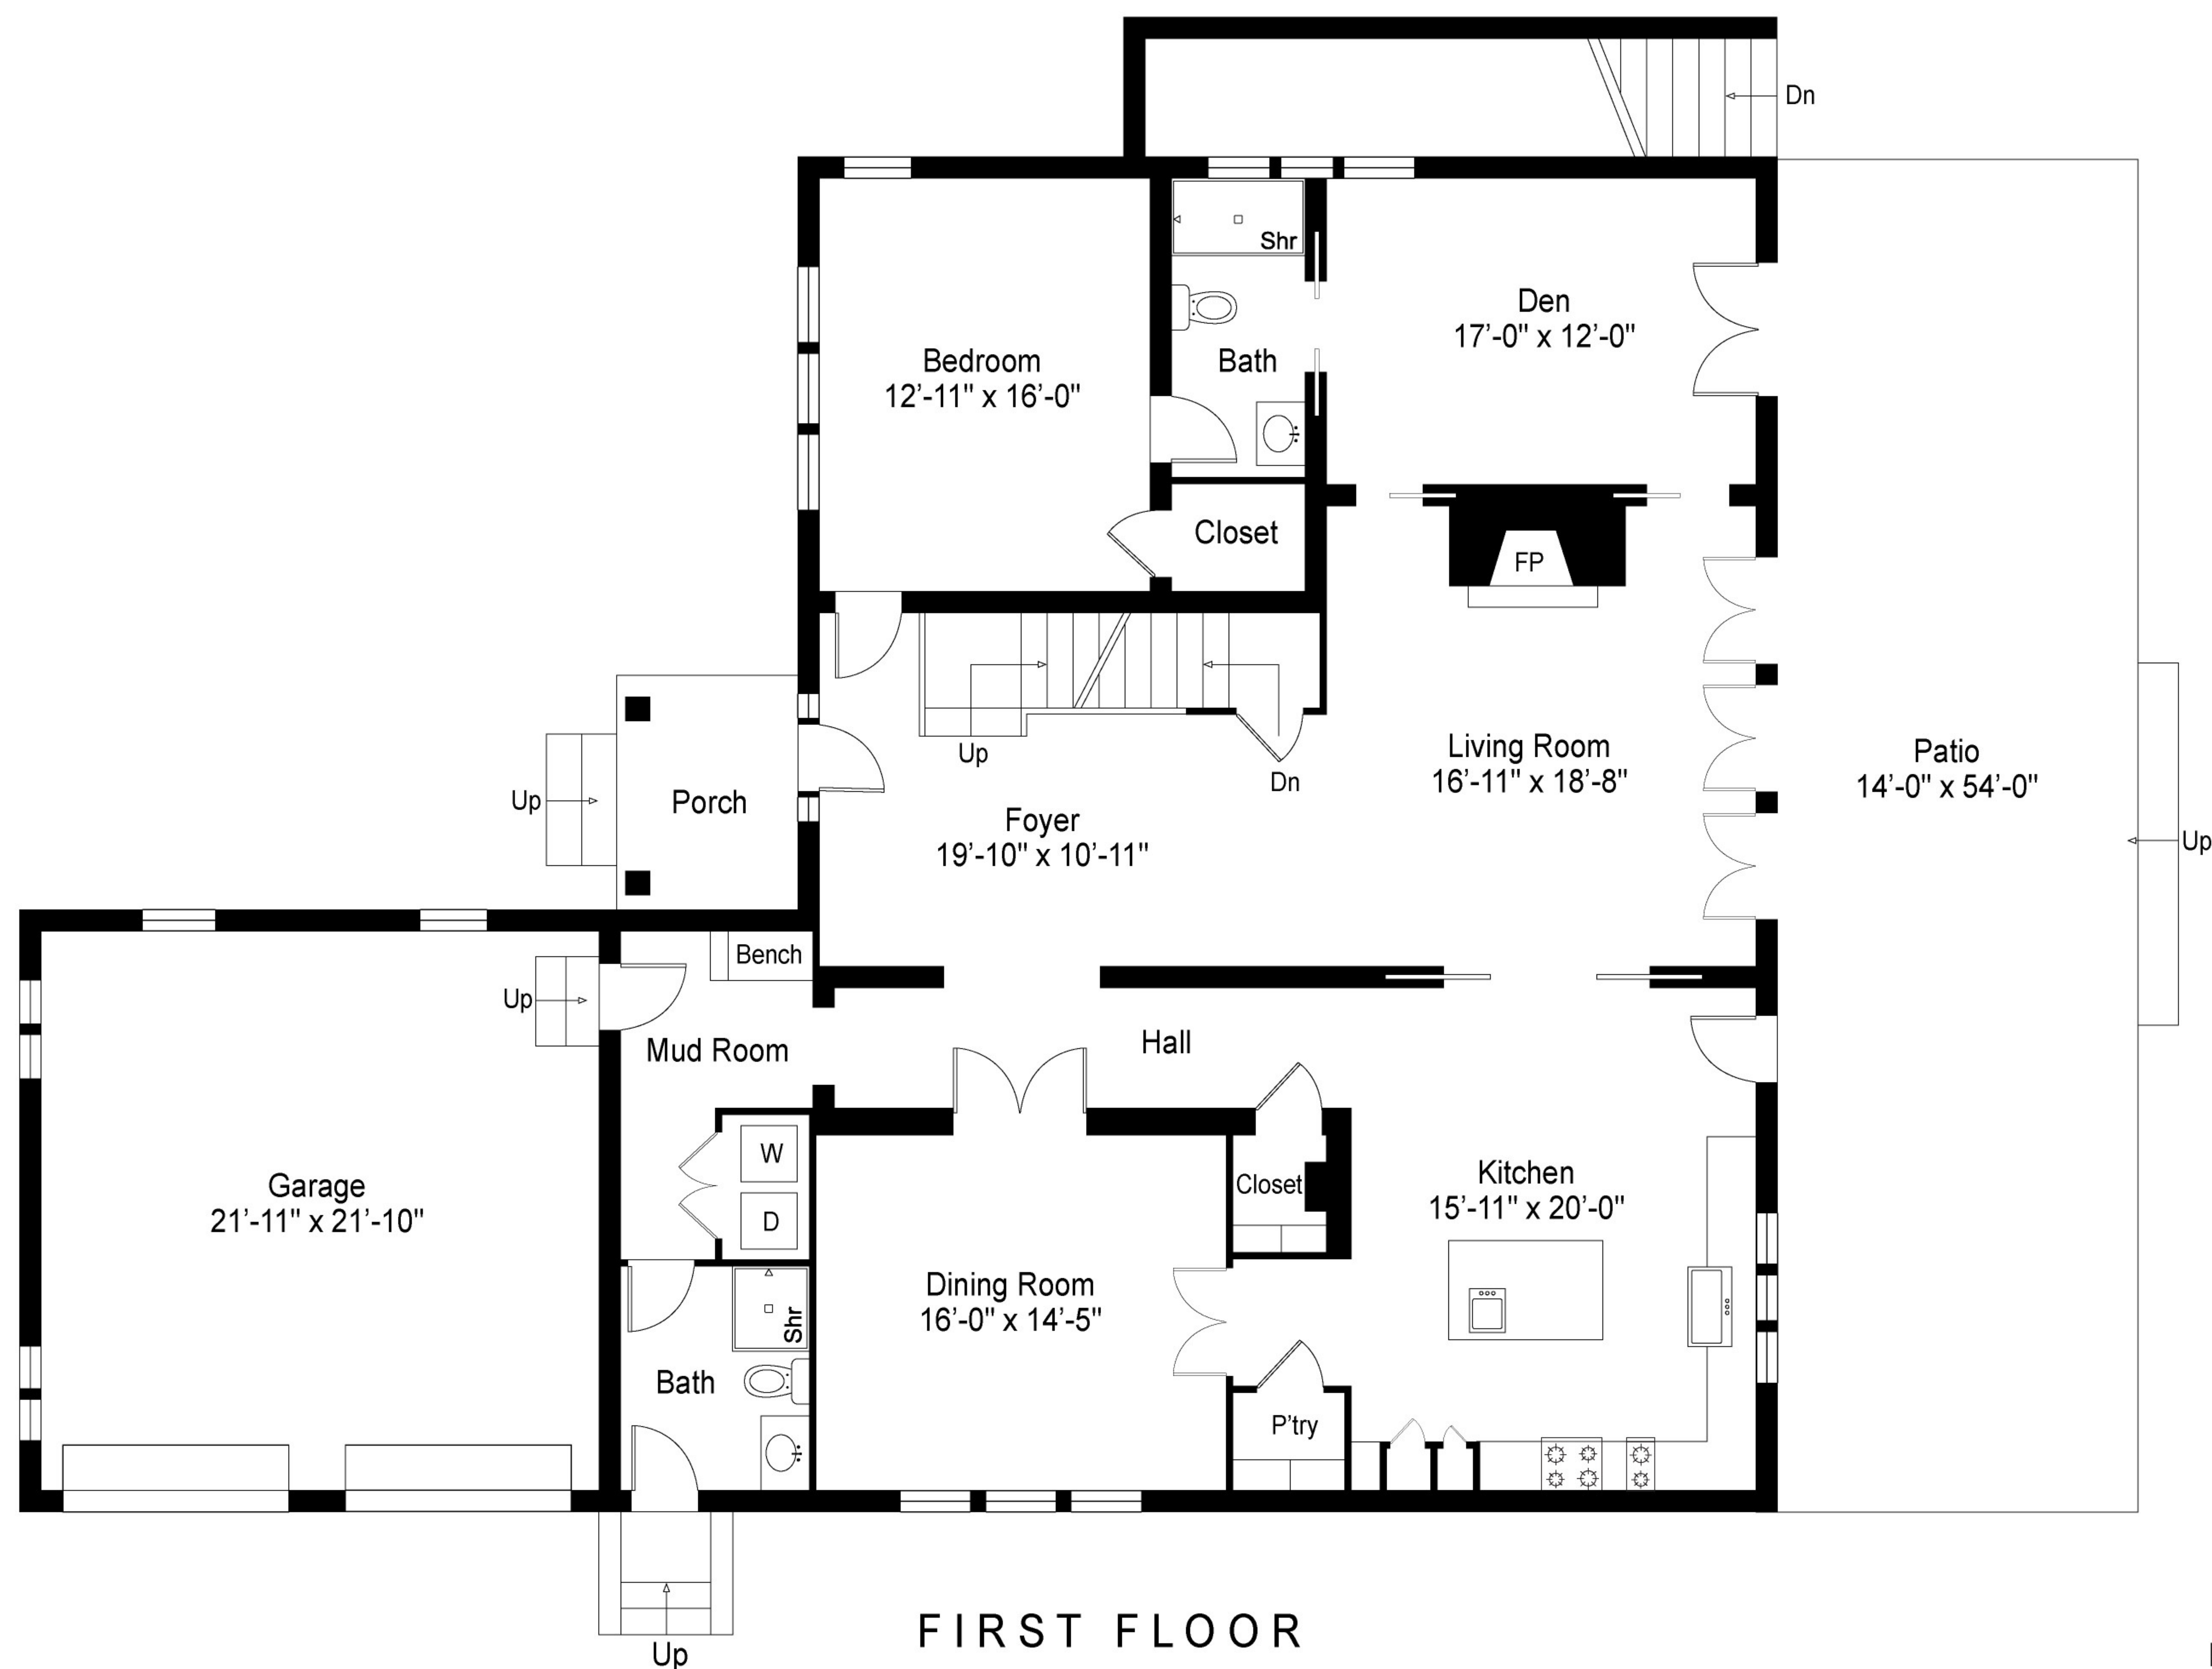 Dn
Shr
Den
17'-0" x 12'-0"
Bedroom
12'-11" x 16'-0"
Bath
Closet
FP
Up
Dn
Living Room
16'-11" x 18'-8"
Patio
14'-0" x 54'-0"
Up
Porch
Foyer
19'-10" x 10'-11"
Up
Bench
Up
Mud Room
Hall
W
D
Closet
Kitchen
15'-11" x 20'-0"
Garage
21'-11" x 21'-10"
Dining Room
16'-0" x 14'-5"
Shr
Bath
P'try
Up
FIRST FLOOR